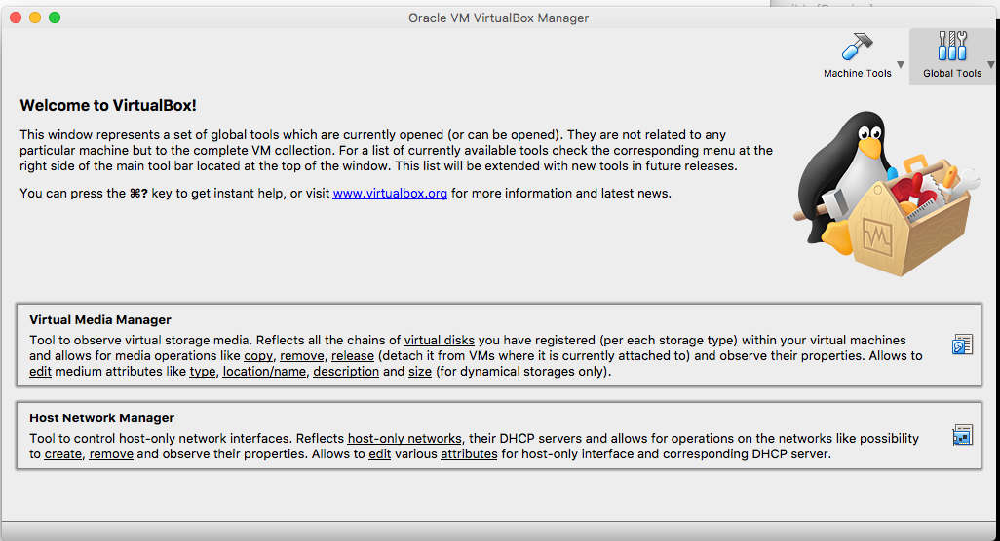 Oracle VM VirtualBox Manager
Machine Tools
Global Tools
Welcome to VirtualBox!
This window represents a set of global tools which are currently opened (or can be opened). They are not related to any
particular machine but to the complete VM collection. For a list of currently available tools check the corresponding menu at the
right side of the main tool bar located at the top of the window. This list will be extended with new tools in future releases.
You can press the ⌘? key to get instant help, or visit www.virtualbox.org for more information and latest news.
Virtual Media Manager
Tool to observe virtual storage media. Reflects all the chains of virtual disks you have registered (per each storage type) within your virtual machines
and allows for media operations like copy, remove, release (detach it from VMs where it is currently attached to) and observe their properties. Allows to
edit medium attributes like type, location/name, description and size (for dynamical storages only).
Host Network Manager
Tool to control host-only network interfaces. Reflects host-only networks, their DHCP servers and allows for operations on the networks like possibility
to create, remove and observe their properties. Allows to edit various attributes for host-only interface and corresponding DHCP server.